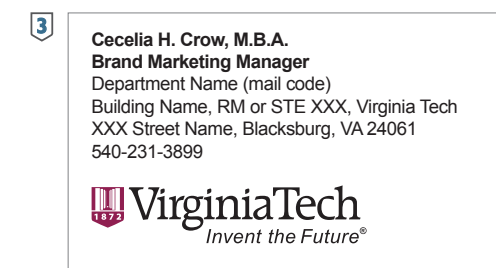 3
Cecelia H. Crow, M.B.A.
Brand Marketing Manager
Department Name (mail code)
Building Name, RM or STE XXX, Virginia Tech
XXX Street Name, Blacksburg, VA 24061
540-231-3899
1872
VirginiaTech
Invent the Future®